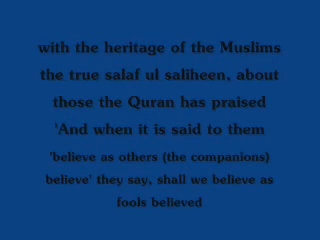 with the heritage of the Muslims
the true salaf ul saliheen, about
those the Quran has praised
'And when it is said to them
'believe as others (the companions)
believe' they say, shall we believe as
fools believed